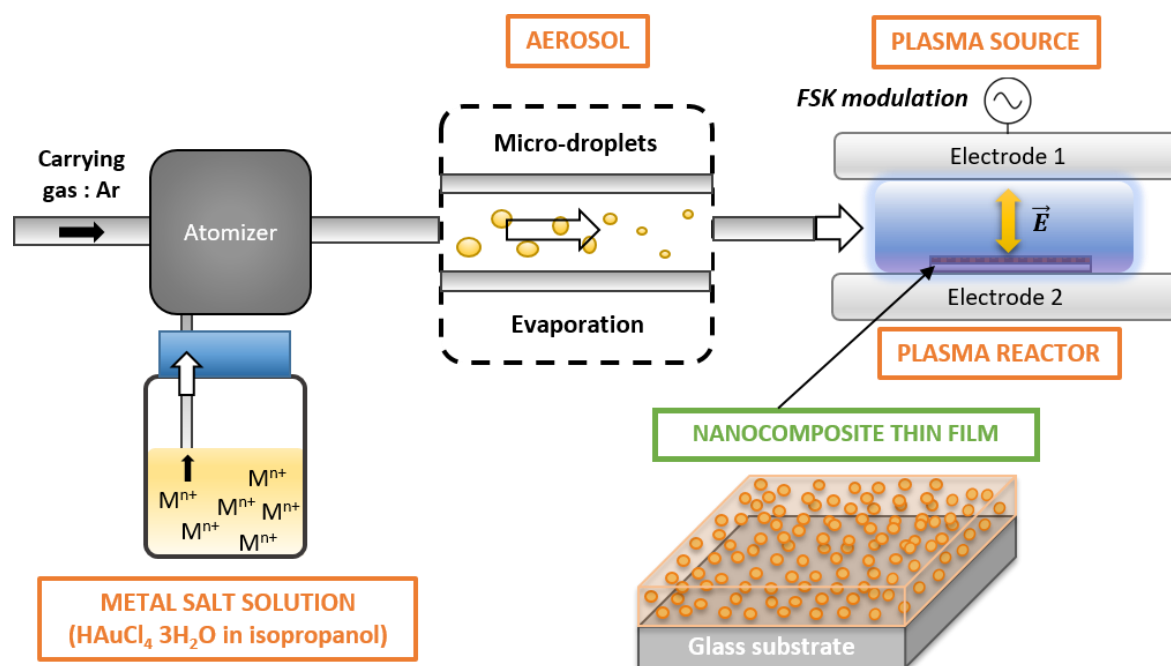 AEROSOL
PLASMA SOURCE
FSK modulation
Carrying
gas : Ar
Atomizer
Micro-droplets
Evaporation
Electrode 1
E⃗
Electrode 2
PLASMA REACTOR
NANOCOMPOSITE THIN FILM
Mⁿ⁺
Mⁿ⁺
Mⁿ⁺ Mⁿ⁺
Mⁿ⁺
Mⁿ⁺
METAL SALT SOLUTION
(HAuCl₄ 3H₂O in isopropanol)
Glass substrate